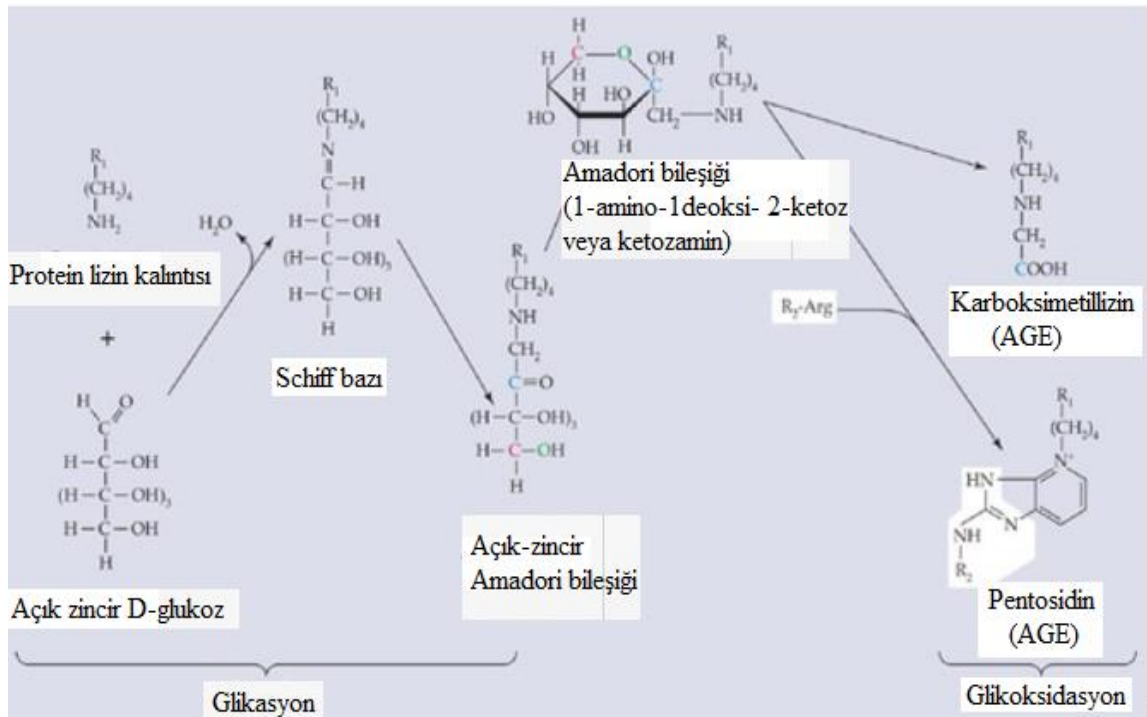 R₁
(CH₂)₄
NH₂
Protein lizin kalıntısı
+
H O
C
H–C–OH
(H–C–OH)₃
H–C–OH
H
Açık zincir D-glukoz
H₂O
R₁
(CH₂)₄
N
C–H
H–C–OH
(H–C–OH)₃
H–C–OH
H
Schiff bazı
R₁
(CH₂)₄
NH
CH₂
C=O
(H–C–OH)₃
H–C–OH
H
Açık-zincir
Amadori bileşiği
Glikasyon
H
H C O OH
H
H HO C
HO H
OH H
CH₂ NH
(CH₂)₄
R₁
Amadori bileşiği
(1-amino-1deoksi- 2-ketoz
veya ketozamin)
R₂-Arg
R₁
(CH₂)₄
NH
CH₂
COOH
Karboksimetillizin
(AGE)
R₁
(CH₂)₄
N⁺
HN
N
NH
R₂
Pentosidin
(AGE)
Glikoksidasyon